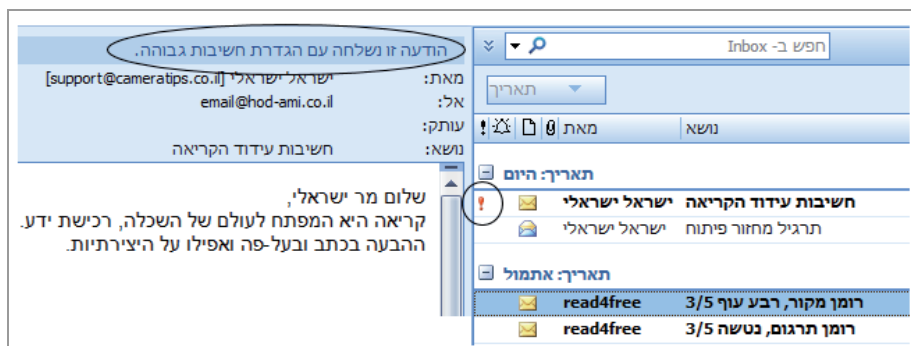 חפש ב- Inbox
תאריך
מאת
נושא
תאריך: היום
ישראל ישראלי חשיבות עידוד הקריאה
ישראל ישראלי תרגיל מחזור פיתוח
תאריך: אתמול
read4free רומן מקור, רבע עוף 3/5
read4free רומן תרגום, נטשה 3/5
הודעה זו נשלחה עם הגדרת חשיבות גבוהה.
מאת: ישראל ישראלי [support@cameratips.co.il]
אל: email@hod-ami.co.il
עותק:
נושא: חשיבות עידוד הקריאה
שלום מר ישראלי,
קריאה היא המפתח לעולם של השכלה, רכישת ידע.
ההבעה בכתב ובעל-פה ואפילו על היצירתיות.